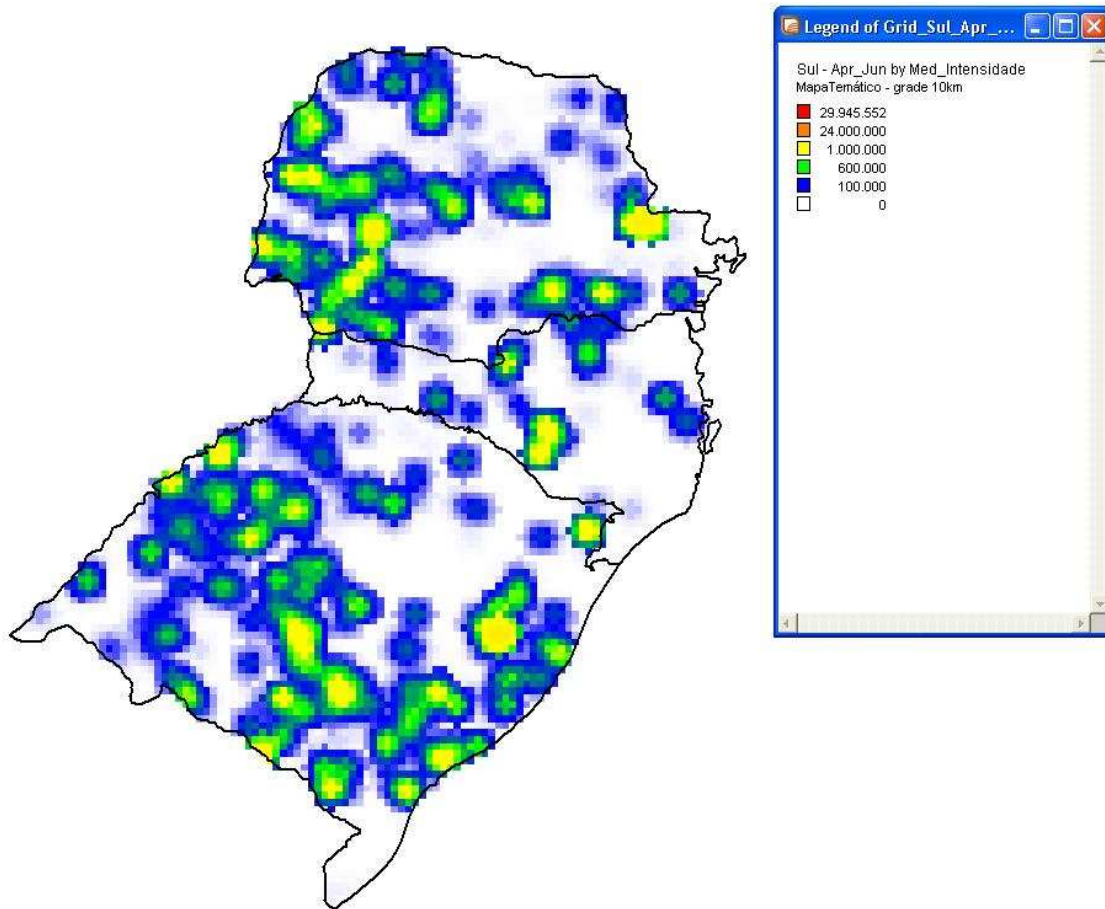 Legend of Grid_Sul_Apr_...
Sul - Apr_Jun by Med_Intensidade
MapaTemático - grade 10km
29.945.552
24.000.000
1.000.000
600.000
100.000
0